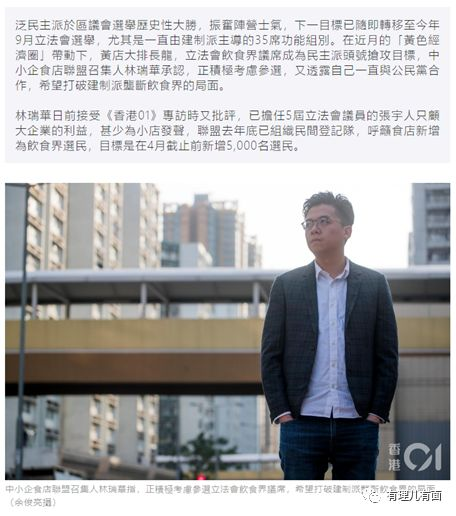 泛民主派於區議會選舉歷史性大勝，振奮陣營士氣，下一目標已隨即轉移至今年
9月立法會選舉，尤其是一直由建制派主導的35席功能組別。在近月的「黃色經
濟圈」帶動下，黃店大排長龍，立法會飲食界議席成為民主派頭號搶攻目標，中
小企食店聯盟召集人林瑞華承認，正積極考慮參選，又透露自己一直與公民黨合
作，希望打破建制派壟斷飲食界的局面。
林瑞華日前接受《香港01》專訪時又批評，已擔任5屆立法會議員的張宇人只顧
大企業的利益，甚少為小店發聲，聯盟去年底已組織民間登記隊，呼籲食店新增
為飲食界選民，目標是在4月截止前新增5,000名選民。
香港01
中小企食店聯盟召集人林瑞華指，正積極考慮參選立法會飲食界議席，希望打破建制派壟斷飲食界的局面。
（余俊亮攝）
有理儿有面